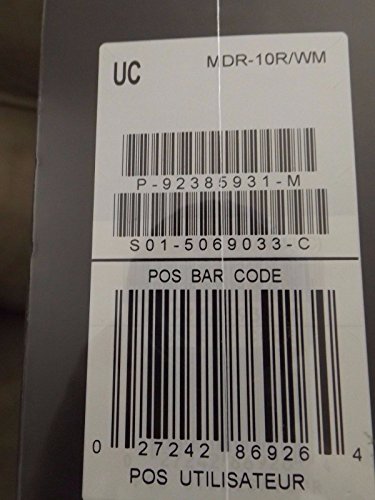 UC
MDR-10R/WM
P-92385931-M
S01-5069033-C
POS BAR CODE
0 27242 86926 4
POS UTILISATEUR